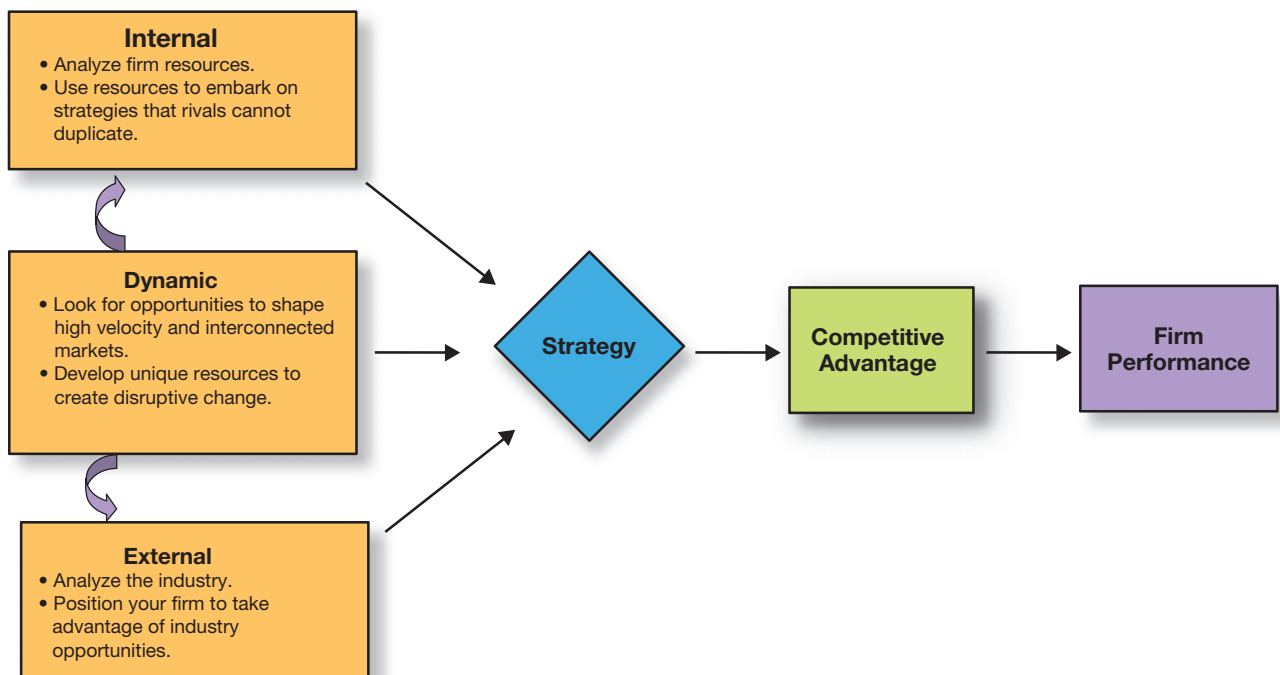 Internal
• Analyze firm resources.
• Use resources to embark on
strategies that rivals cannot
duplicate.
Dynamic
• Look for opportunities to shape
high velocity and interconnected
markets.
• Develop unique resources to
create disruptive change.
External
• Analyze the industry.
• Position your firm to take
advantage of industry
opportunities.
Strategy
Competitive
Advantage
Firm
Performance